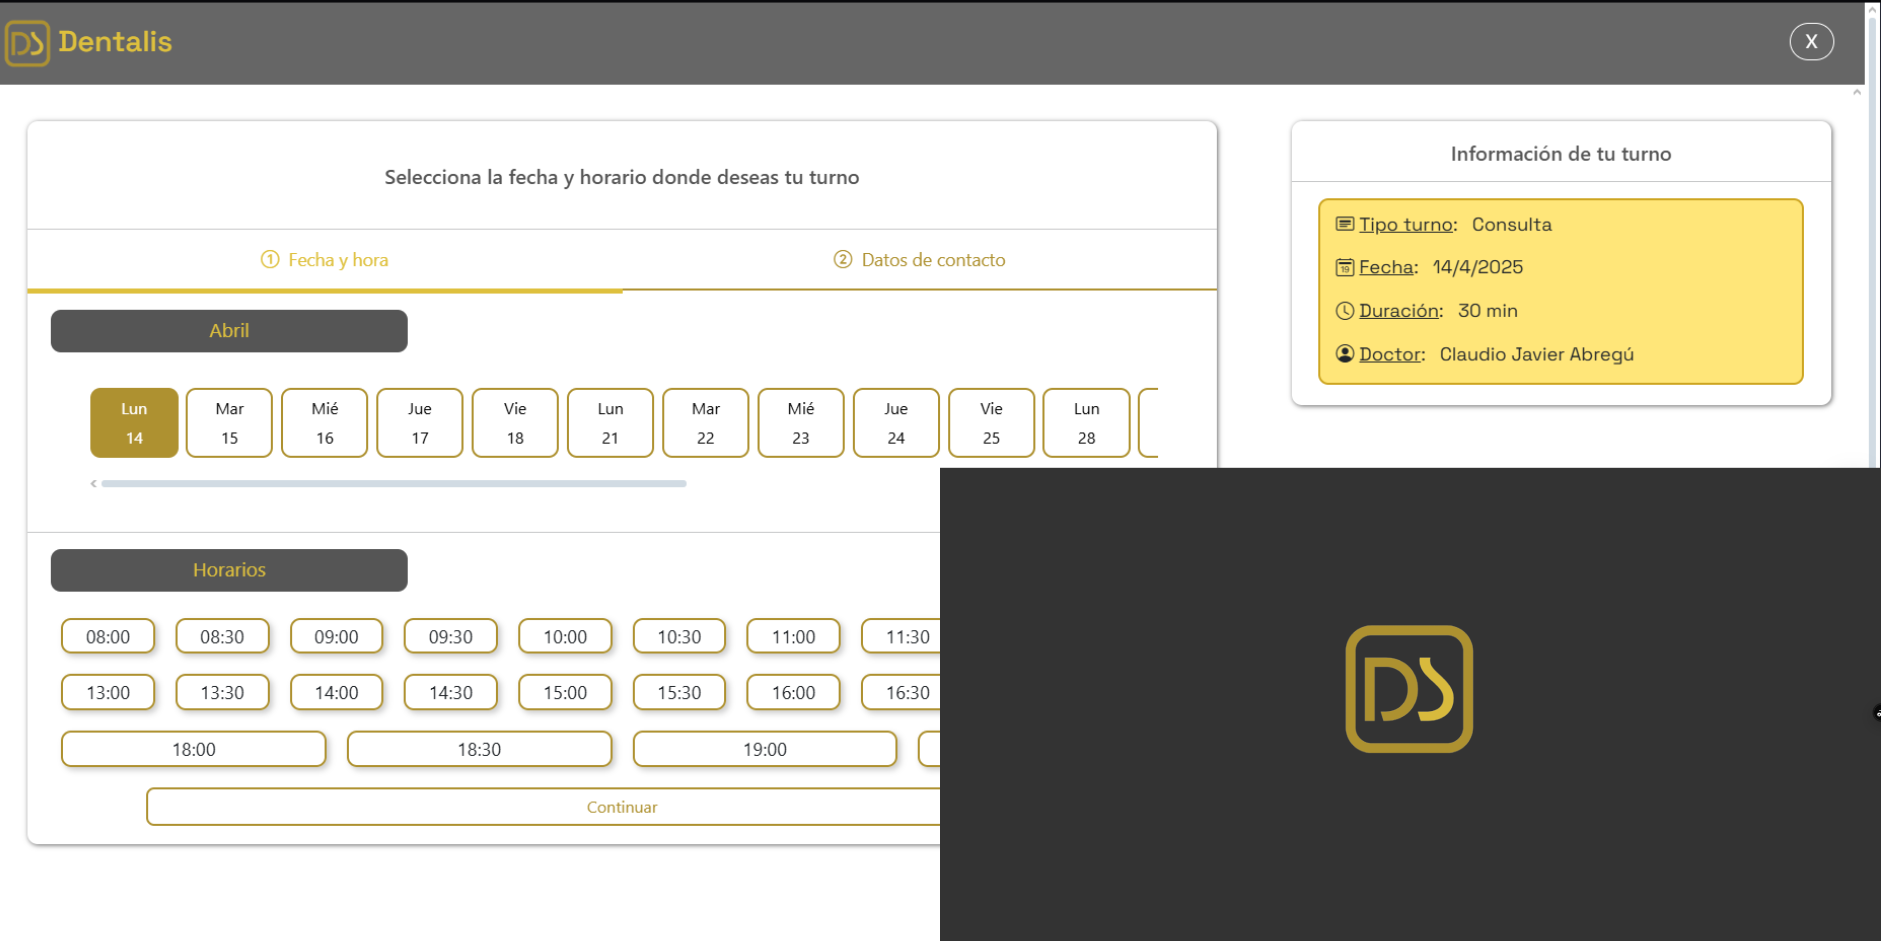 DS Dentalis
X
Selecciona la fecha y horario donde deseas tu turno
1 Fecha y hora
2 Datos de contacto
Abril
Lun Mar Mié Jue Vie Lun Mar Mié Jue Vie Lun
14 15 16 17 18 21 22 23 24 25 28
Horarios
08:00 08:30 09:00 09:30 10:00 10:30 11:00 11:30
13:00 13:30 14:00 14:30 15:00 15:30 16:00 16:30
18:00 18:30 19:00
Continuar
Información de tu turno
Tipo turno: Consulta
19 Fecha: 14/4/2025
Duración: 30 min
Doctor: Claudio Javier Abregú
DS